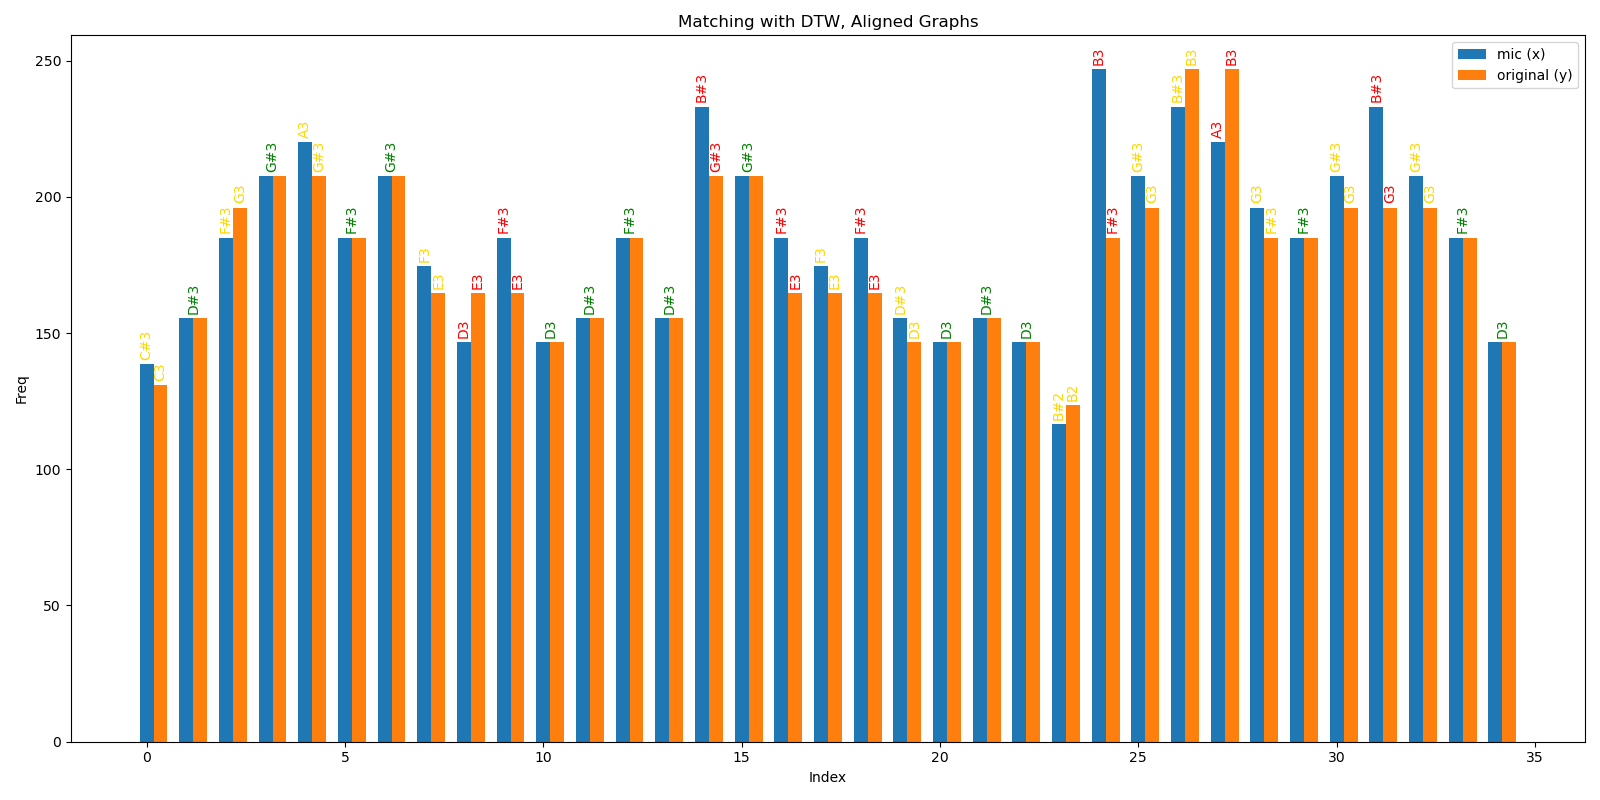 Matching with DTW, Aligned Graphs
mic (x)
original (y)
Freq
250
200
150
100
50
0
C#3 C3 D#3 F#3 G3 G#3 A3 G#3 F#3 G#3 F3 E3 D3 E3 F#3 E3 D3 D#3 F#3 D#3 B#3 G#3 G#3 F#3 E3 F3 E3 F#3 E3 D#3 D3 D3 D#3 D3 B#2 B2 B3 F#3 G#3 G3 B#3 B3 A3 B3 G3 F#3 F#3 G#3 G3 B#3 G3 G#3 G3 F#3 D3
0 5 10 15 20 25 30 35
Index